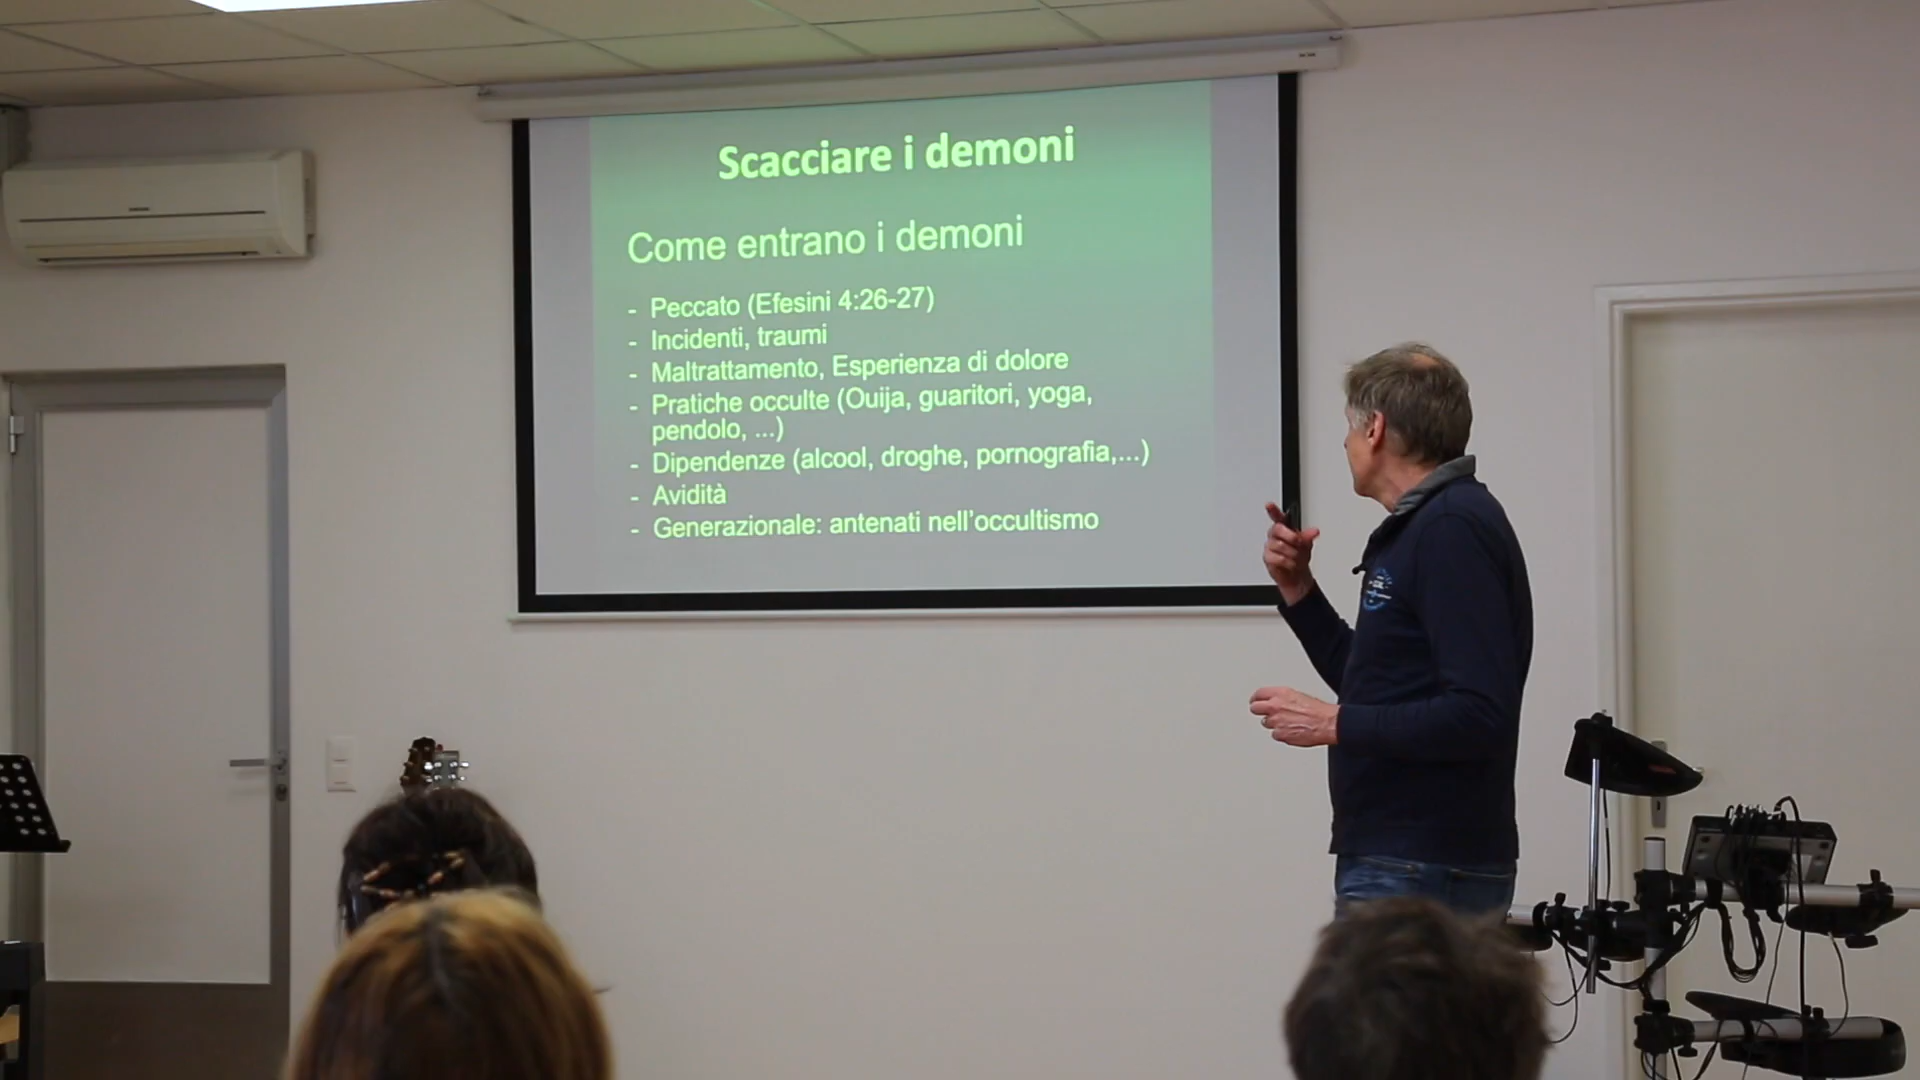 Scacciare i demoni
Come entrano i demoni
- Peccato (Efesini 4:26-27)
- Incidenti, traumi
- Maltrattamento, Esperienza di dolore
- Pratiche occulte (Ouija, guaritori, yoga,
pendolo, ...)
- Dipendenze (alcool, droghe, pornografia,...)
- Avidità
- Generazionale: antenati nell'occultismo